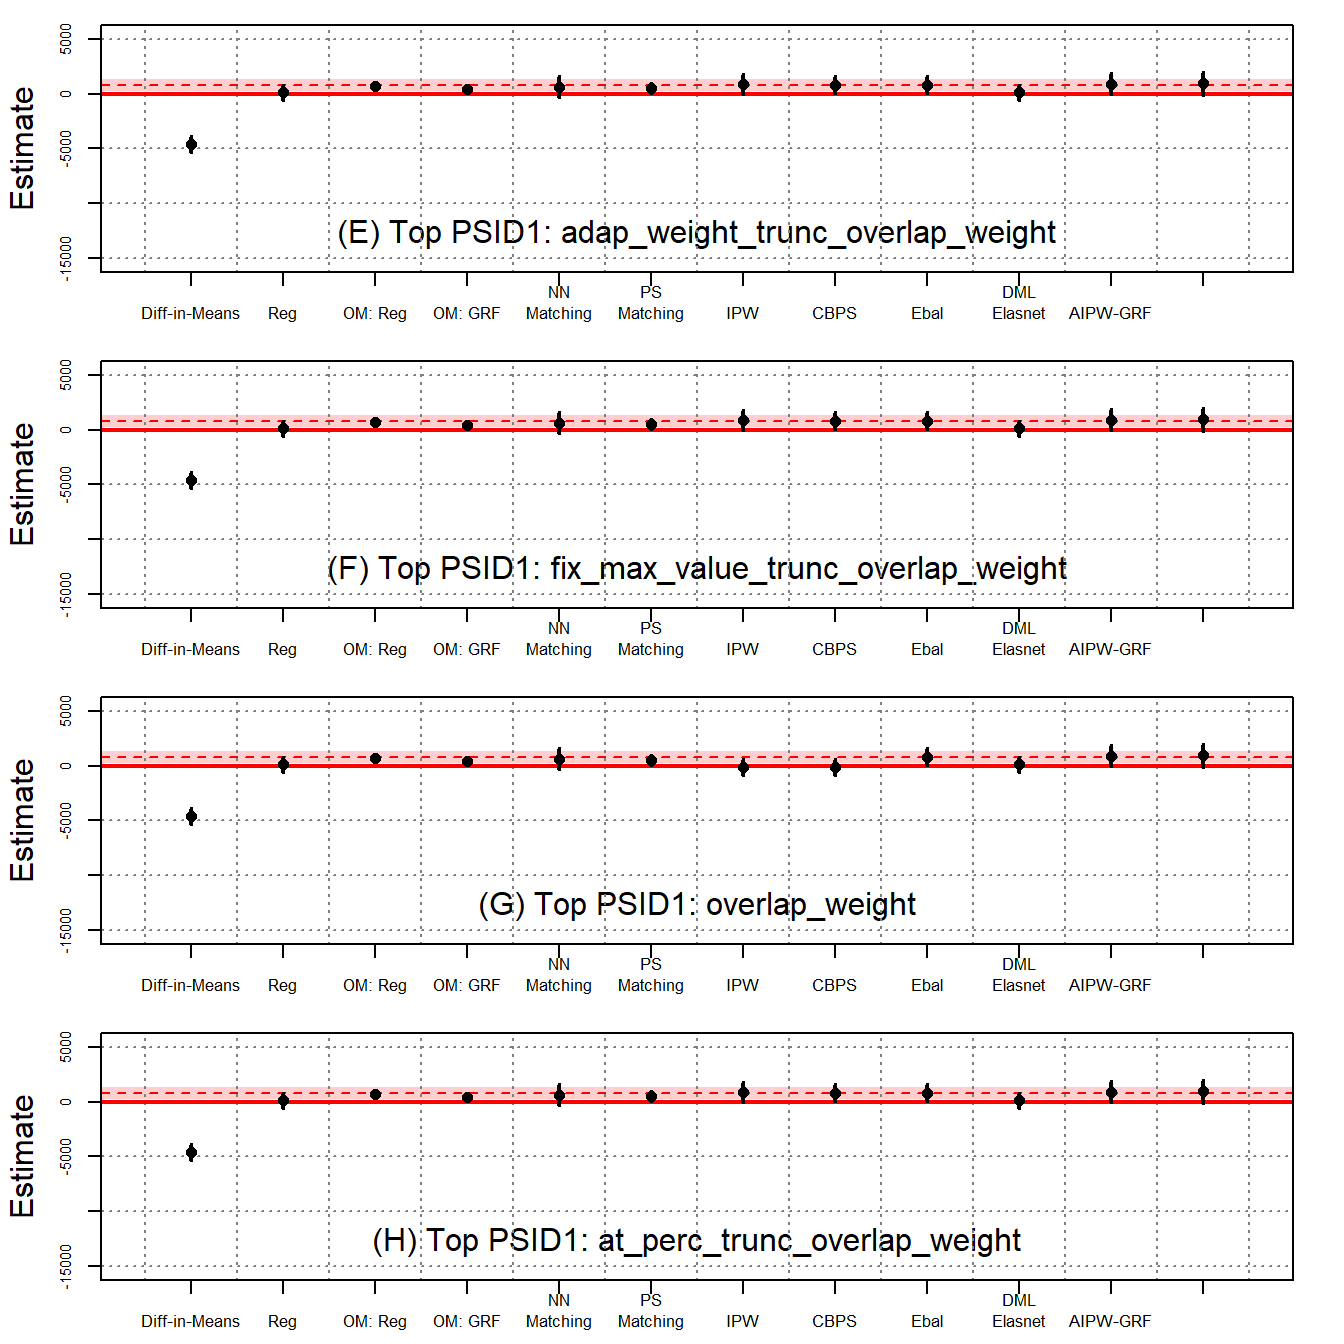 Estimate
5000
0
-5000
-15000
(E) Top PSID1: adap_weight_trunc_overlap_weight
Diff-in-Means Reg OM: Reg OM: GRF NN Matching PS Matching IPW CBPS Ebal DML Elasnet AIPW-GRF
Estimate
5000
0
-5000
-15000
(F) Top PSID1: fix_max_value_trunc_overlap_weight
Diff-in-Means Reg OM: Reg OM: GRF NN Matching PS Matching IPW CBPS Ebal DML Elasnet AIPW-GRF
Estimate
5000
0
-5000
-15000
(G) Top PSID1: overlap_weight
Diff-in-Means Reg OM: Reg OM: GRF NN Matching PS Matching IPW CBPS Ebal DML Elasnet AIPW-GRF
Estimate
5000
0
-5000
-15000
(H) Top PSID1: at_perc_trunc_overlap_weight
Diff-in-Means Reg OM: Reg OM: GRF NN Matching PS Matching IPW CBPS Ebal DML Elasnet AIPW-GRF